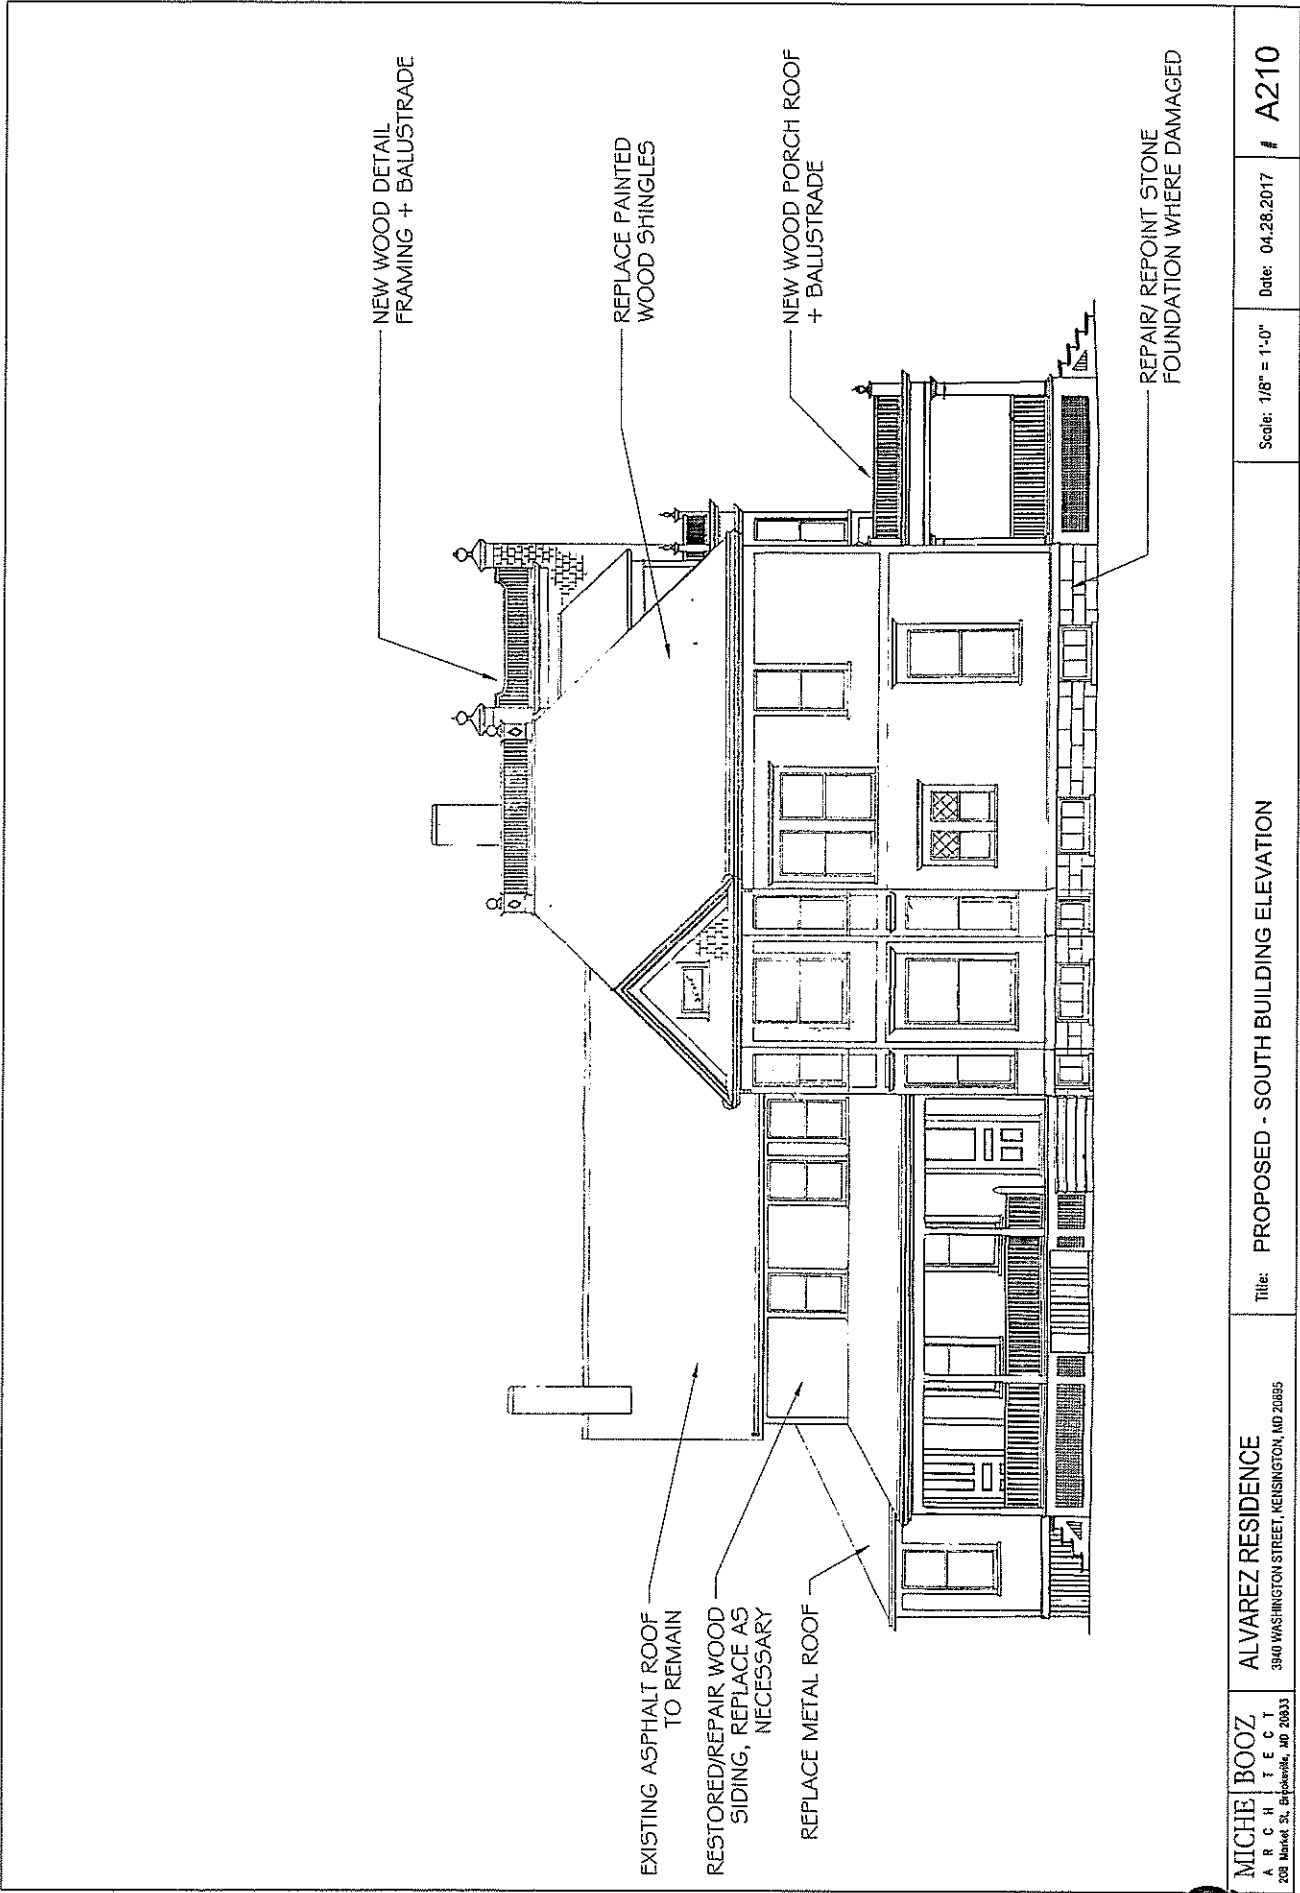 NEW WOOD DETAIL
FRAMING + BALUSTRADE
REPLACE PAINTED
WOOD SHINGLES
NEW WOOD PORCH ROOF
+ BALUSTRADE
REPAIR/ REPOINT STONE
FOUNDATION WHERE DAMAGED
EXISTING ASPHALT ROOF
TO REMAIN
RESTORED/REPAIR WOOD
SIDING, REPLACE AS
NECESSARY
REPLACE METAL ROOF
MICHE BOOZ
ARCHITECT
208 Market St, Brookeville, MD 20833
ALVAREZ RESIDENCE
3940 WASHINGTON STREET, KENSINGTON, MD 20895
Title: PROPOSED - SOUTH BUILDING ELEVATION
Scale: 1/8" = 1'-0"
Date: 04.28.2017
# A210